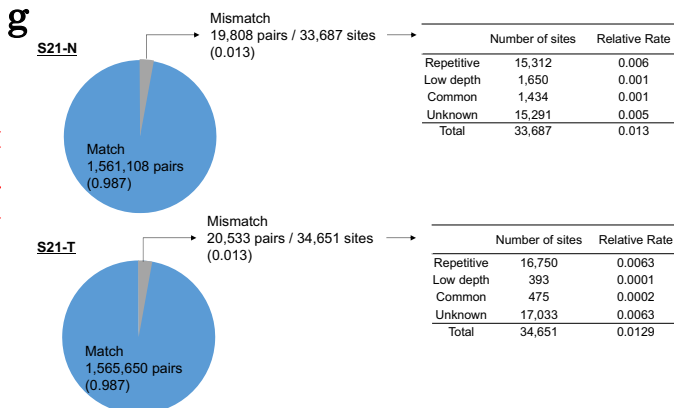 g
S21-N
Mismatch
19,808 pairs / 33,687 sites
(0.013)
Match
1,561,108 pairs
(0.987)
Number of sites Relative Rate
Repetitive 15,312 0.006
Low depth 1,650 0.001
Common 1,434 0.001
Unknown 15,291 0.005
Total 33,687 0.013
S21-T
Mismatch
20,533 pairs / 34,651 sites
(0.013)
Match
1,565,650 pairs
(0.987)
Number of sites Relative Rate
Repetitive 16,750 0.0063
Low depth 393 0.0001
Common 475 0.0002
Unknown 17,033 0.0063
Total 34,651 0.0129